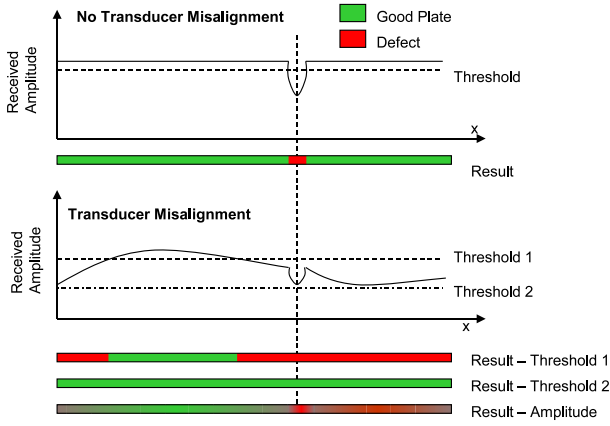 No Transducer Misalignment
Good Plate
Defect
Received
Amplitude
Threshold
x
Result
Transducer Misalignment
Received
Amplitude
Threshold 1
Threshold 2
x
Result – Threshold 1
Result – Threshold 2
Result – Amplitude